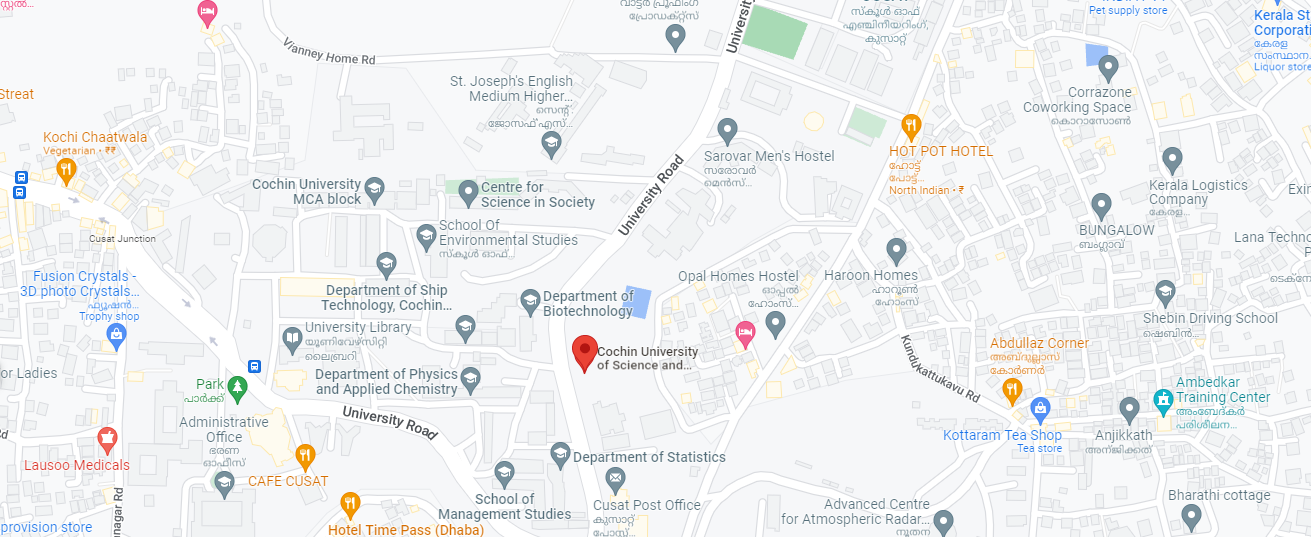 വാട്ടർ പ്രൂഫിംഗ്
പ്രോഡക്റ്റ്സ്
University
സ്കൂൾ ഓഫ്
എഞ്ചിനീയറിംഗ്,
കുസാറ്റ്
Pet supply store
Kerala St
Corporati
കേരള
സംസ്ഥാന
Liquor store
Vianney Home Rd
St. Joseph's English
Medium Higher...
സെന്റ്
ജോസഫ് എസ്...
Corrazone
Coworking Space
കൊറാസോൺ
Streat
Kochi Chaatwala
Vegetarian • ₹₹
Sarovar Men's Hostel
സരോവർ
മെൻസ്...
HOT POT HOTEL
ഹോട്ട്
പോട്ട്...
North Indian • ₹
Cochin University
MCA block
Centre for
Science in Society
University Road
Kerala Logistics
Company
കേരള...
Exim
School Of
Environmental Studies
സ്കൂൾ ഓഫ്...
Cusat Junction
BUNGALOW
ബംഗ്ലാവ്
Lana Techno
Fusion Crystals -
3D photo Crystals...
ഫ്യൂഷൻ...
Trophy shop
Department of Ship
Technology, Cochin...
Department of
Biotechnology
Opal Homes Hostel
ഓപ്പൽ
ഹോംസ്...
Haroon Homes
ഹാറൂൺ
ഹോംസ്
Shebin Driving School
ഷെബിൻ...
University Library
യൂണിവേഴ്സിറ്റി
ലൈബ്രറി
Cochin University
of Science and...
Kundukattukavu Rd
Abdullaz Corner
അബ്ദുല്ലാസ്
കോർണർ
or Ladies
Park
പാർക്ക്
Department of Physics
and Applied Chemistry
Ambedkar
Training Center
അംബേദ്കർ
പരിശീലന...
University Road
Administrative
Office
ഭരണ
ഓഫീസ്
Kottaram Tea Shop
Tea store
Anjikkath
അന്ജിക്കത്
Rd
Lausoo Medicals
CAFE CUSAT
Department of Statistics
School of
Management Studies
Cusat Post Office
കുസാറ്റ്
പോസ്റ്റ്
Advanced Centre
for Atmospheric Radar...
നൂതന
Bharathi cottage
nagar Rd
provision store
Hotel Time Pass (Dhaba)